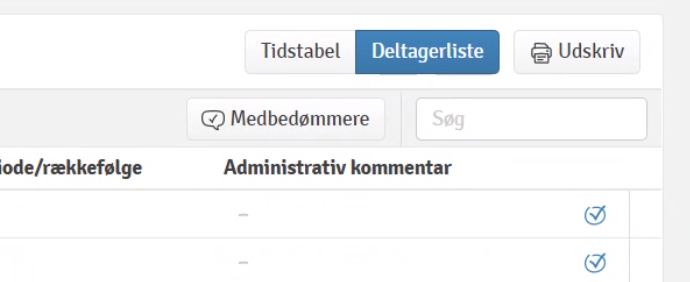 Tidstabel Deltagerliste Udskriv
Medbedømmere Søg
iode/rækkefølge Administrativ kommentar
–
–